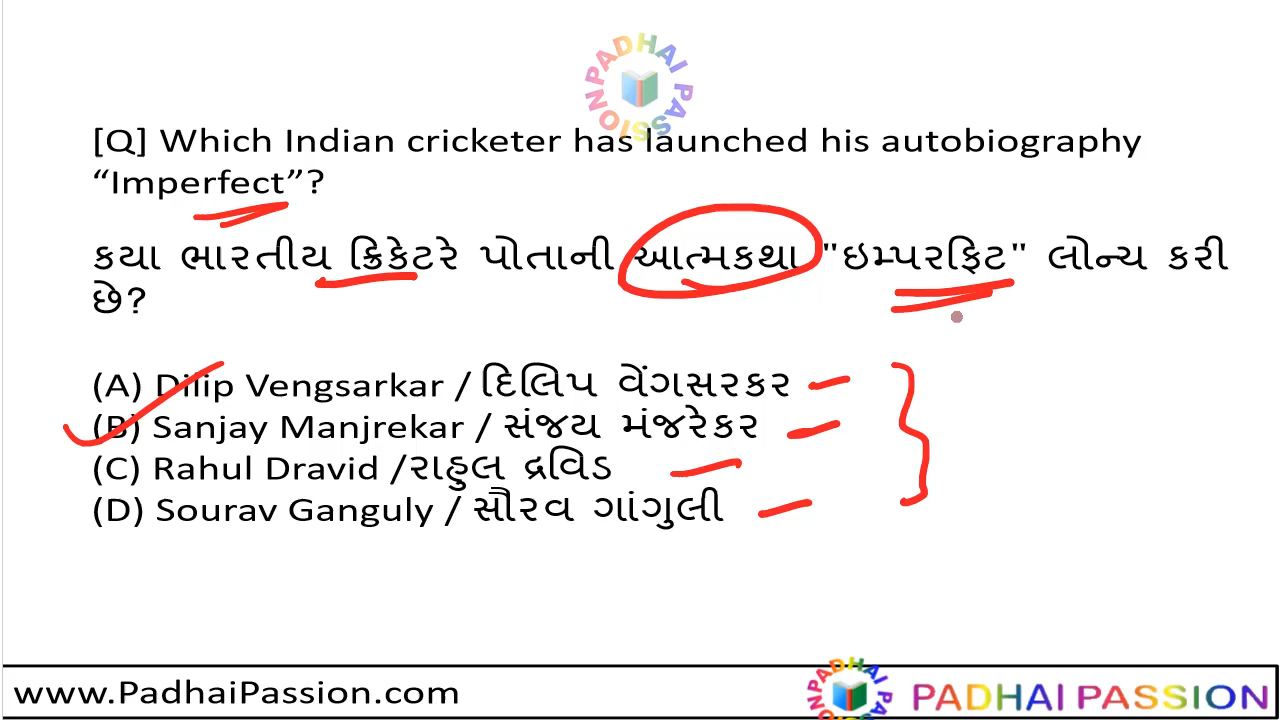 PADHAI PASSION
[Q] Which Indian cricketer has launched his autobiography
“Imperfect”?
કયા ભારતીય ક્રિકેટરે પોતાની આત્મકથા "ઇમ્પરફિટ" લોન્ચ કરી
છે?
(A) Dilip Vengsarkar / દિલિપ વેંગસરકર
(B) Sanjay Manjrekar / સંજય મંજરેકર
(C) Rahul Dravid /રાહુલ દ્રવિડ
(D) Sourav Ganguly / સૌરવ ગાંગુલી
www.PadhaiPassion.com
PADHAI PASSION
PADHAI PASSION